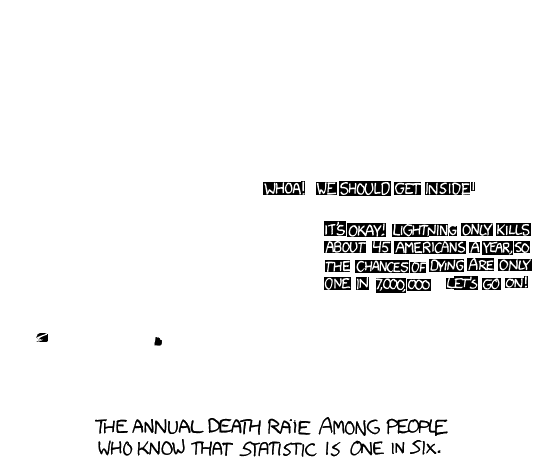 WHOA! WE SHOULD GET INSIDE!
IT'S OKAY! LIGHTNING ONLY KILLS
ABOUT 45 AMERICANS A YEAR, SO
THE CHANCES OF DYING ARE ONLY
ONE IN 7,000,000 LET'S GO ON!
THE ANNUAL DEATH RATE AMONG PEOPLE
WHO KNOW THAT STATISTIC IS ONE IN SIX.